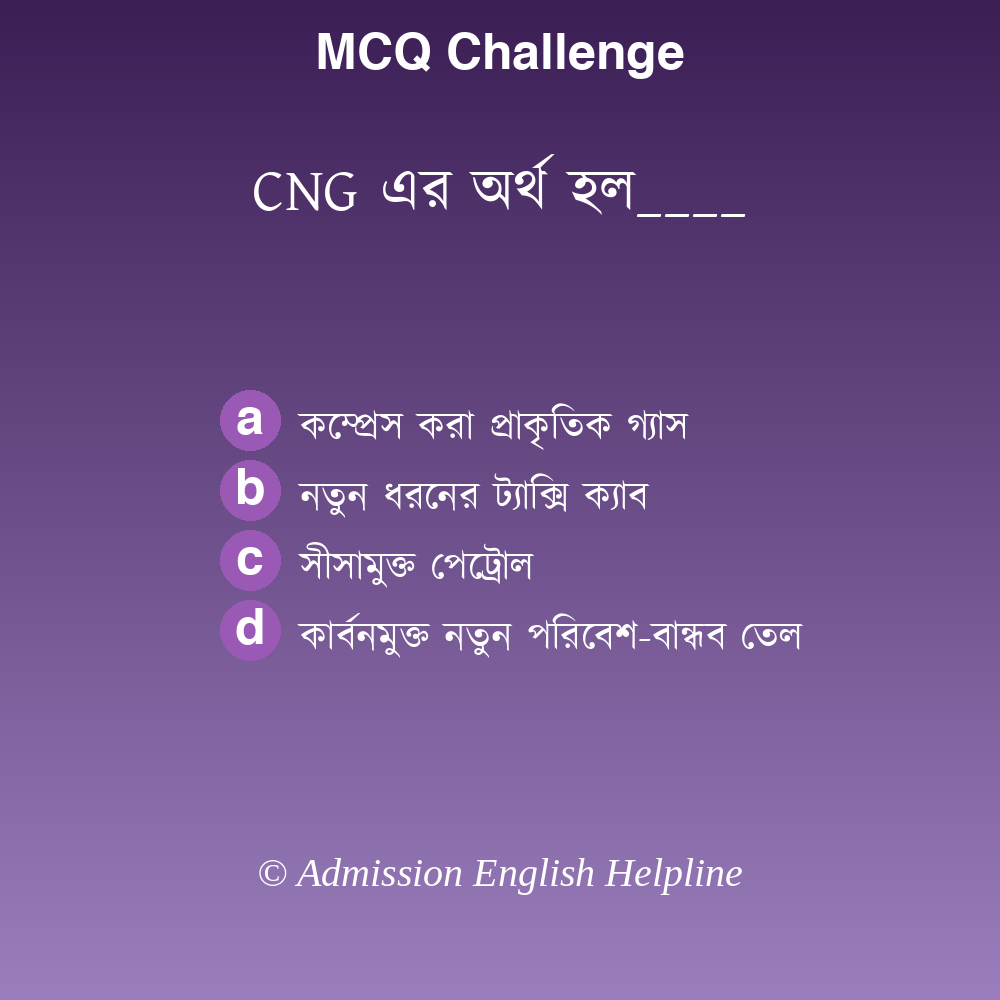 MCQ Challenge
CNG এর অর্থ হল____
a কম্প্রেস করা প্রাকৃতিক গ্যাস
b নতুন ধরনের ট্যাক্সি ক্যাব
c সীসামুক্ত পেট্রোল
d কার্বনমুক্ত নতুন পরিবেশ-বান্ধব তেল
© Admission English Helpline